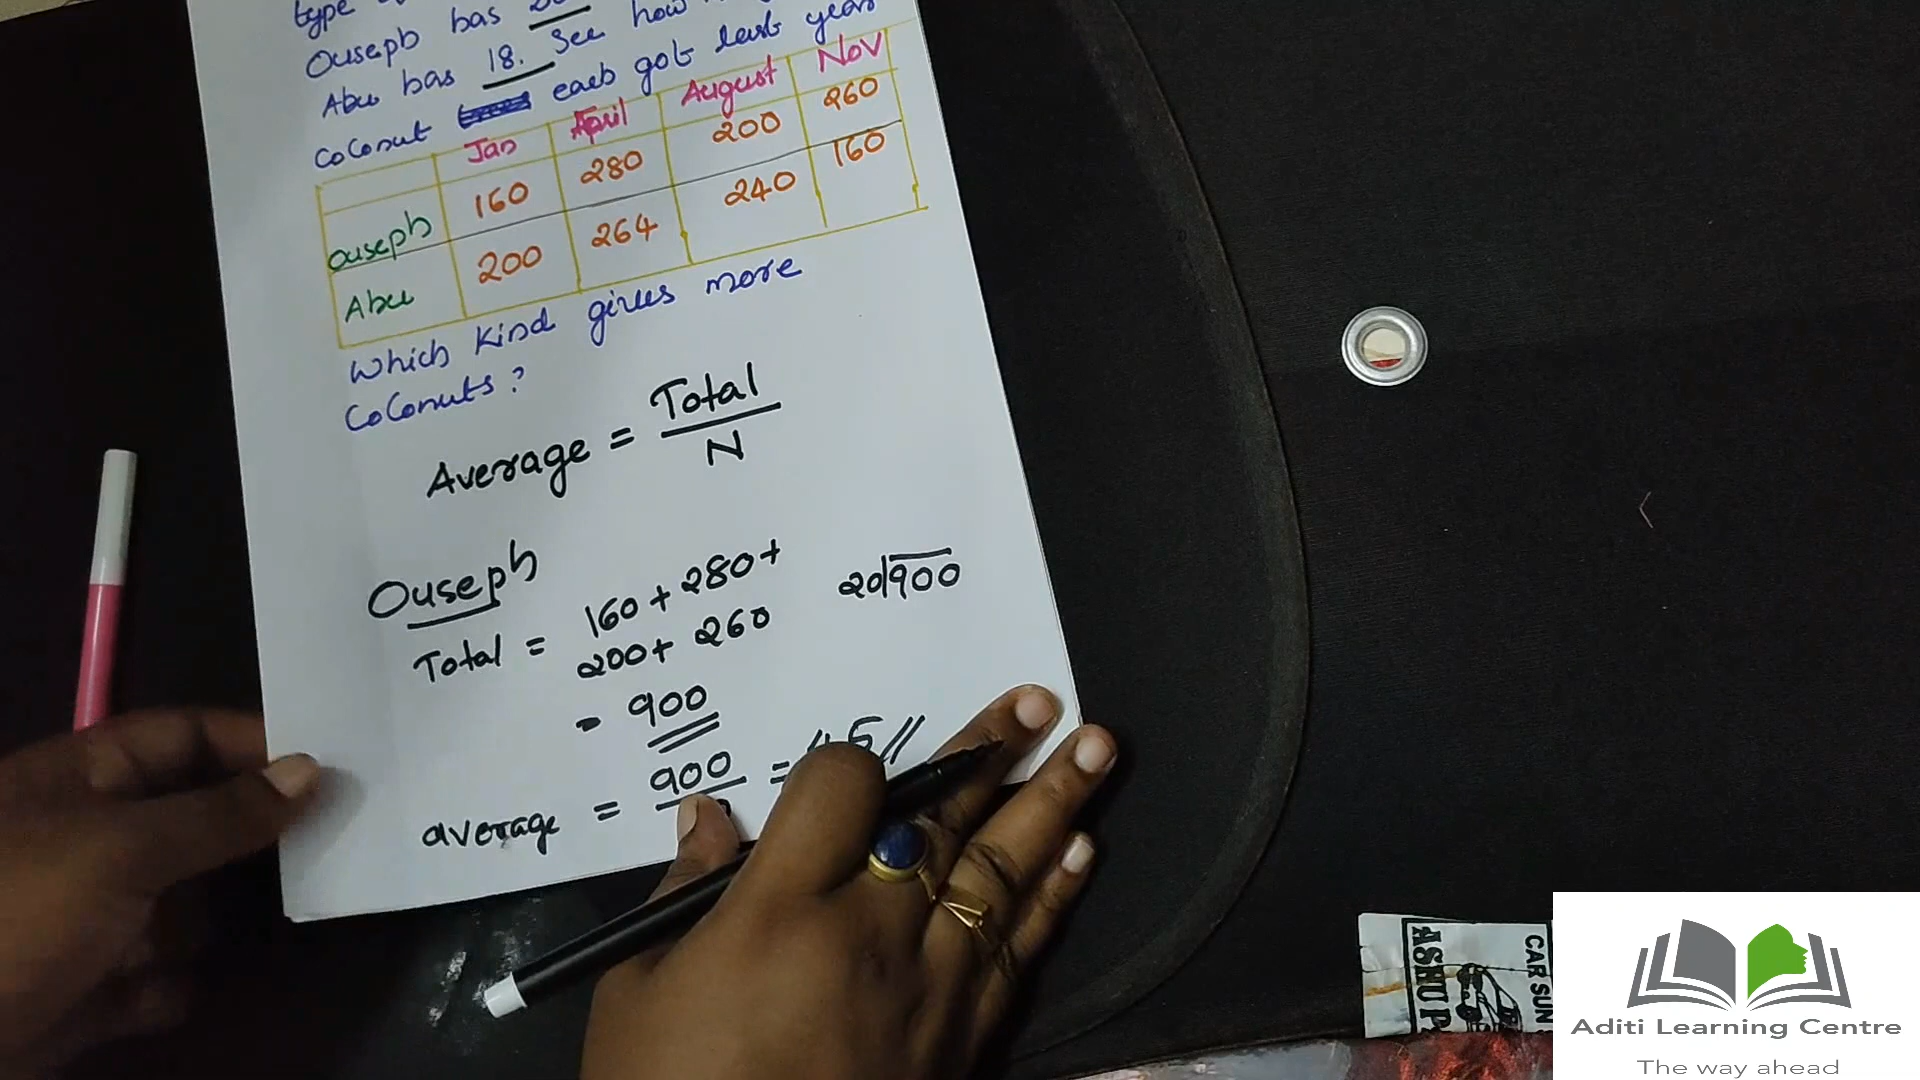 type
Ouseph has
Abu has 18. See how
coconut each got last year
Jan April August Nov
Ouseph 160 280 200 260
Abu 200 264 240 160
Which kind gives more
coconuts?
Average = Total
N
Ouseph
Total = 160 + 280 +
200 + 260
= 900
20)900
average = 900 =
ASHU
CAR SUN
Aditi Learning Centre
The way ahead